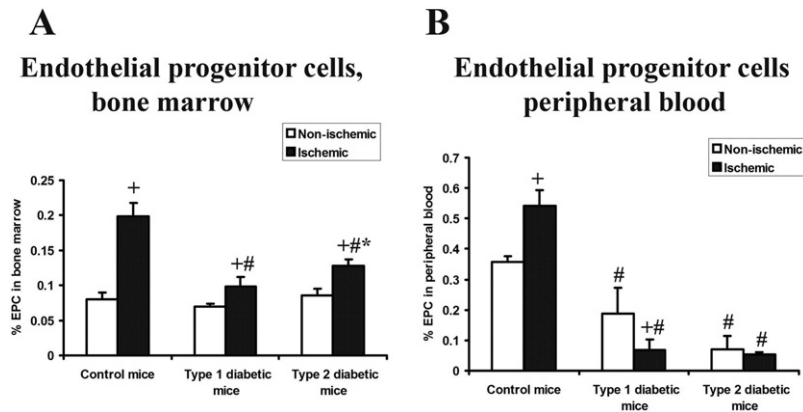 A
Endothelial progenitor cells,
bone marrow
Non-ischemic
Ischemic
% EPC in bone marrow
0.25
0.2
0.15
0.1
0.05
0
+
+#
+#*
Control mice
Type 1 diabetic
mice
Type 2 diabetic
mice
B
Endothelial progenitor cells
peripheral blood
Non-ischemic
Ischemic
% EPC in peripheral blood
0.7
0.6
0.5
0.4
0.3
0.2
0.1
0
+
#
+#
#
#
Control mice
Type 1 diabetic
mice
Type 2 diabetic
mice